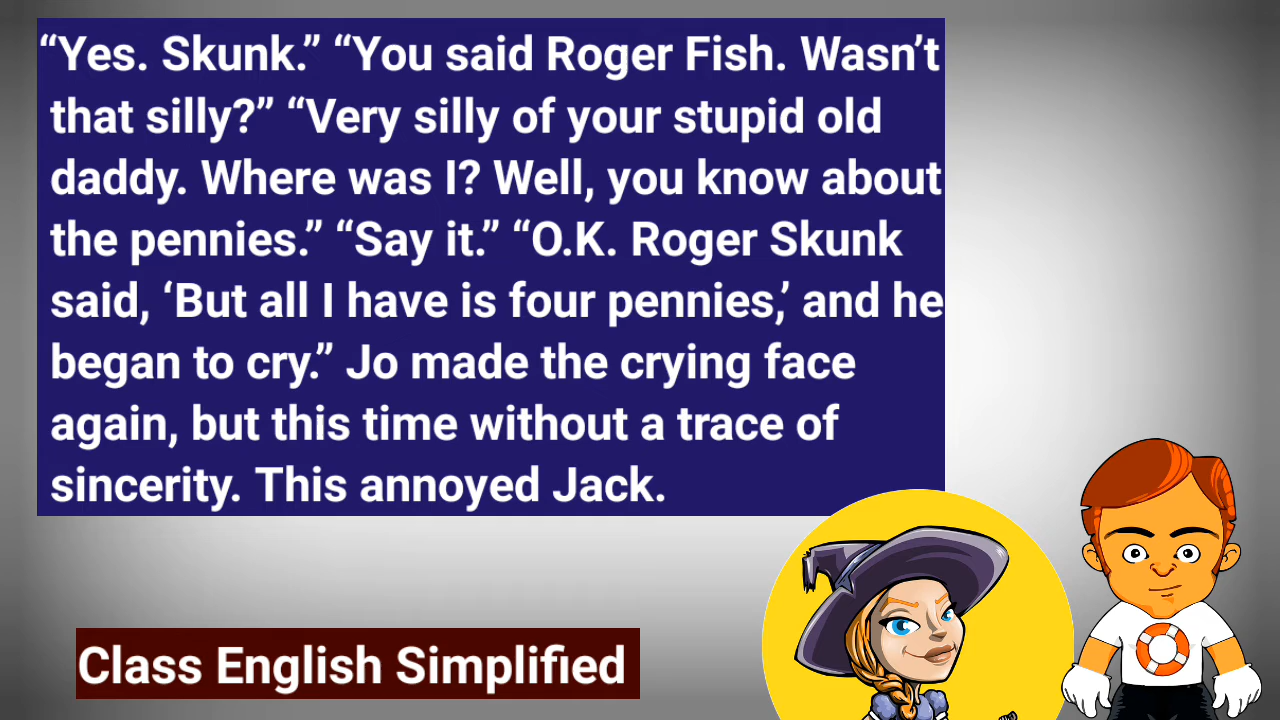 “Yes. Skunk.” “You said Roger Fish. Wasn’t
that silly?” “Very silly of your stupid old
daddy. Where was I? Well, you know about
the pennies.” “Say it.” “O.K. Roger Skunk
said, ‘But all I have is four pennies,’ and he
began to cry.” Jo made the crying face
again, but this time without a trace of
sincerity. This annoyed Jack.
Class English Simplified